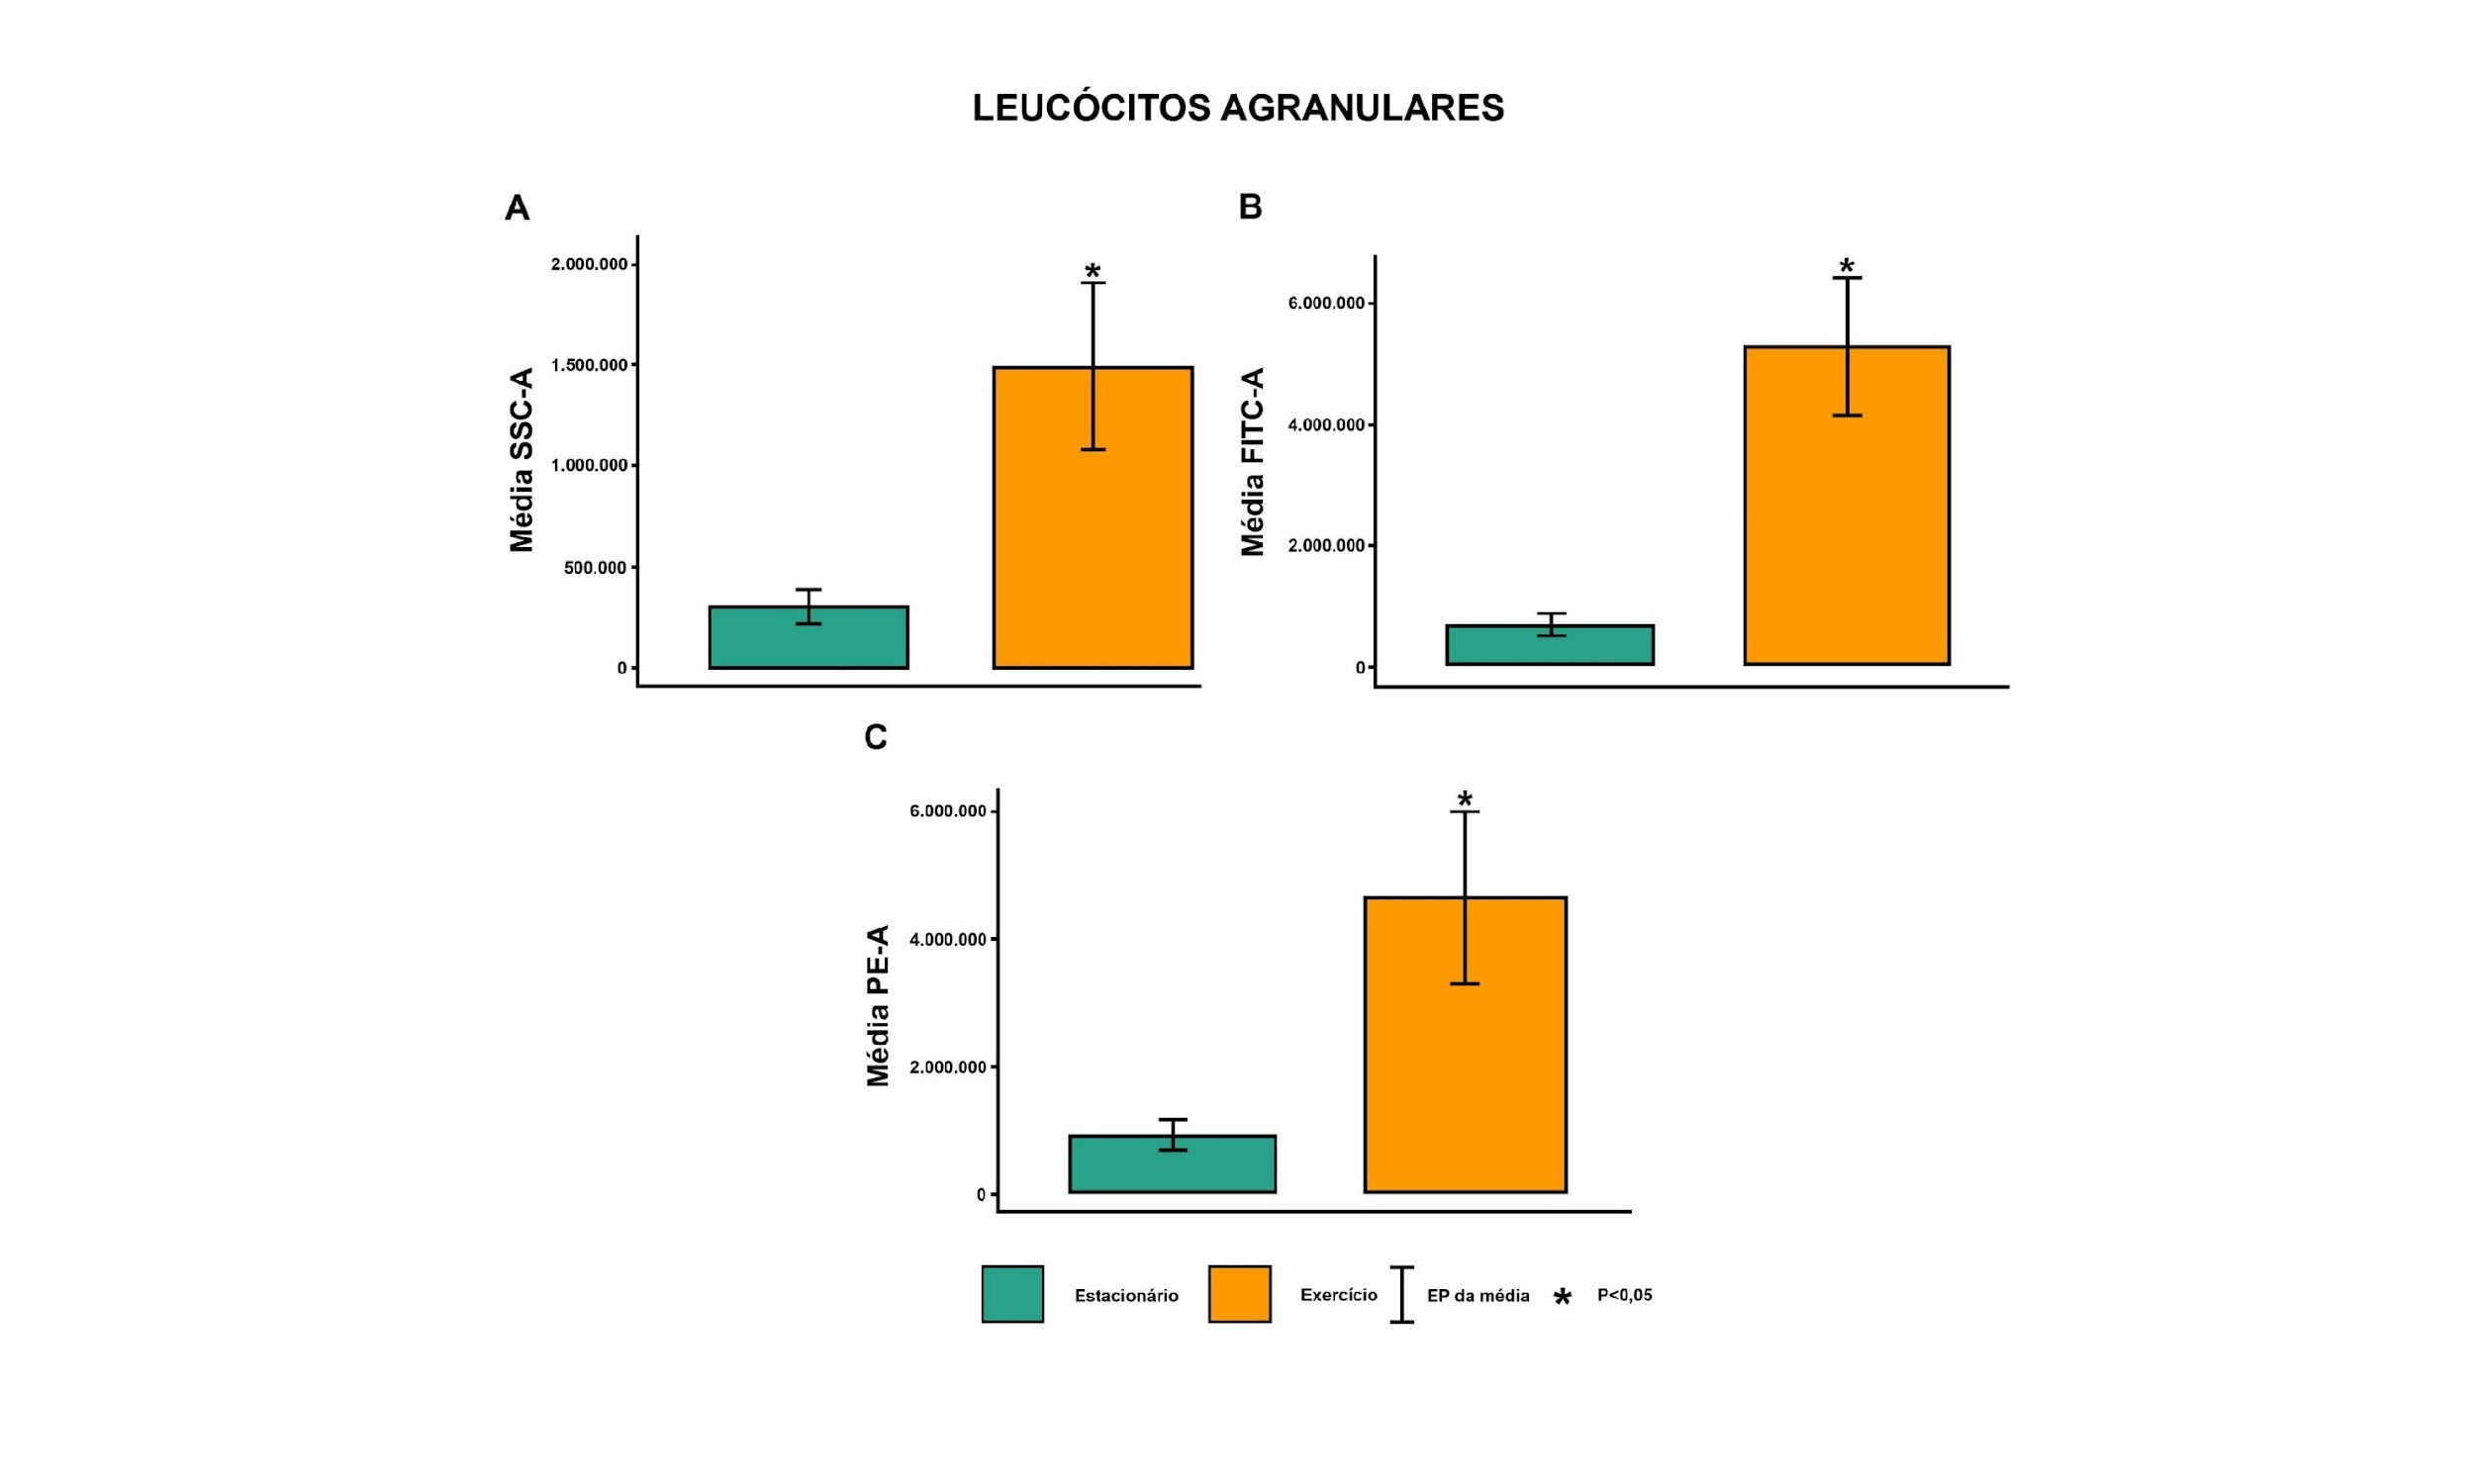 LEUCÓCITOS AGRANULARES
A
Média SSC-A
2.000.000
1.500.000
1.000.000
500.000
0
*
B
Média FITC-A
6.000.000
4.000.000
2.000.000
0
*
C
Média PE-A
6.000.000
4.000.000
2.000.000
0
*
Estacionário Exercício EP da média * P<0,05